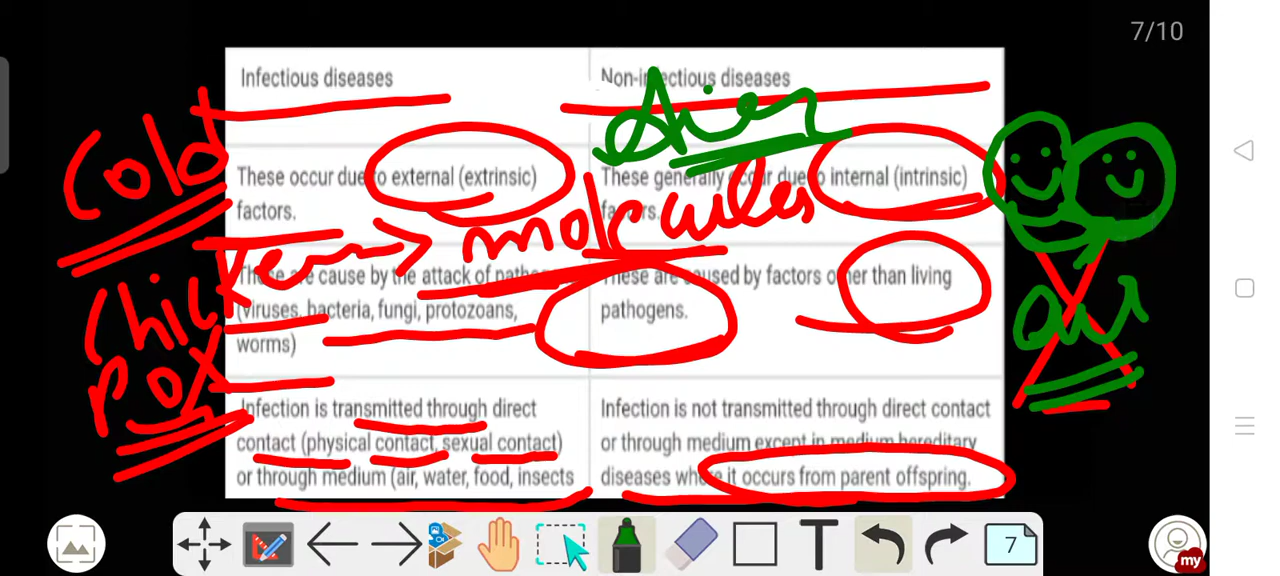 7/10
Infectious diseases
Non-infectious diseases
These occur due to external (extrinsic)
factors.
These generally occur due to internal (intrinsic)
factors.
These are cause by the attack of
(viruses, bacteria, fungi, protozoans,
worms)
These are caused by factors other than living
pathogens.
Infection is transmitted through direct
contact (physical contact, sexual contact)
or through medium (air, water, food, insects
Infection is not transmitted through direct contact
or through medium except in medium hereditary
diseases where it occurs from parent offspring.
Cold
Chicken
pox
molecules
air
T
7
my